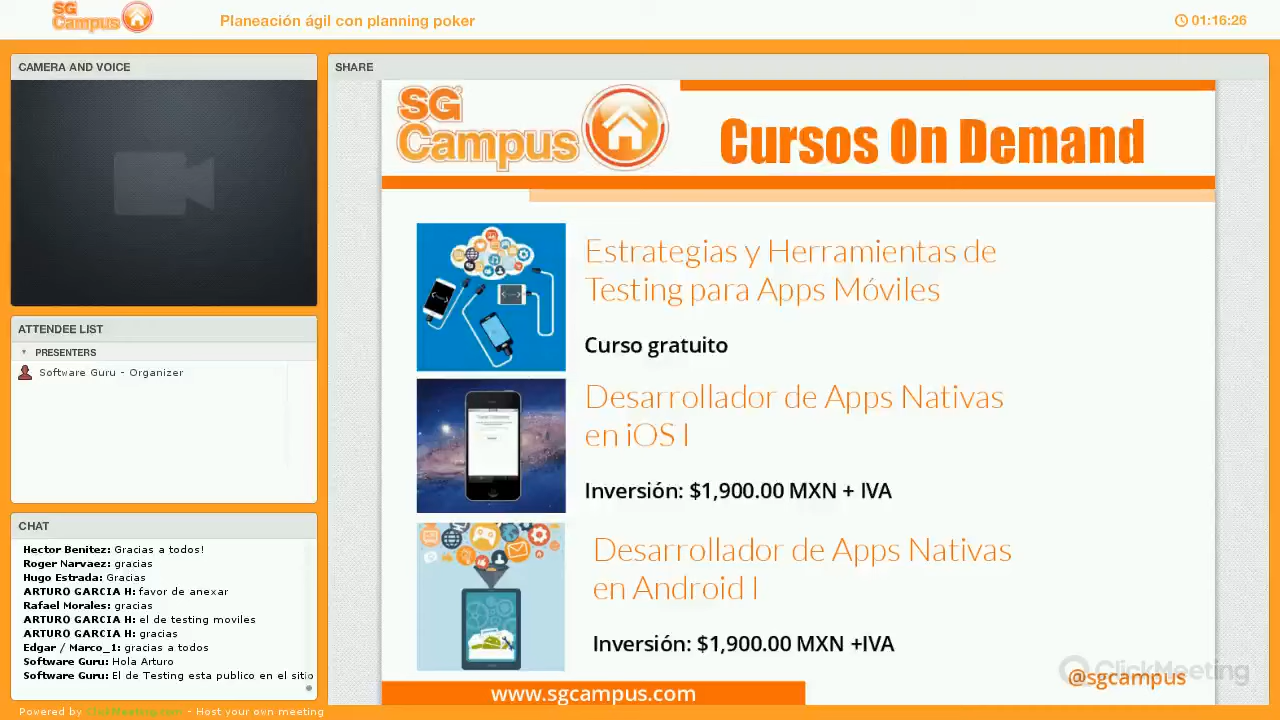 SG
Campus
Planeación ágil con planning poker
01:16:26
CAMERA AND VOICE
ATTENDEE LIST
PRESENTERS
Software Guru - Organizer
CHAT
Hector Benitez: Gracias a todos!
Roger Narvaez: gracias
Hugo Estrada: Gracias
ARTURO GARCIA H: favor de anexar
Rafael Morales: gracias
ARTURO GARCIA H: el de testing moviles
ARTURO GARCIA H: gracias
Edgar / Marco_1: gracias a todos
Software Guru: Hola Arturo
Software Guru: El de Testing esta publico en el sitio
Powered by ClickMeeting.com - Host your own meeting
SHARE
SG
Campus
Cursos On Demand
Estrategias y Herramientas de
Testing para Apps Móviles
Curso gratuito
Desarrollador de Apps Nativas
en iOS I
Inversión: $1,900.00 MXN + IVA
Desarrollador de Apps Nativas
en Android I
Inversión: $1,900.00 MXN +IVA
www.sgcampus.com
@sgcampus
ClickMeeting